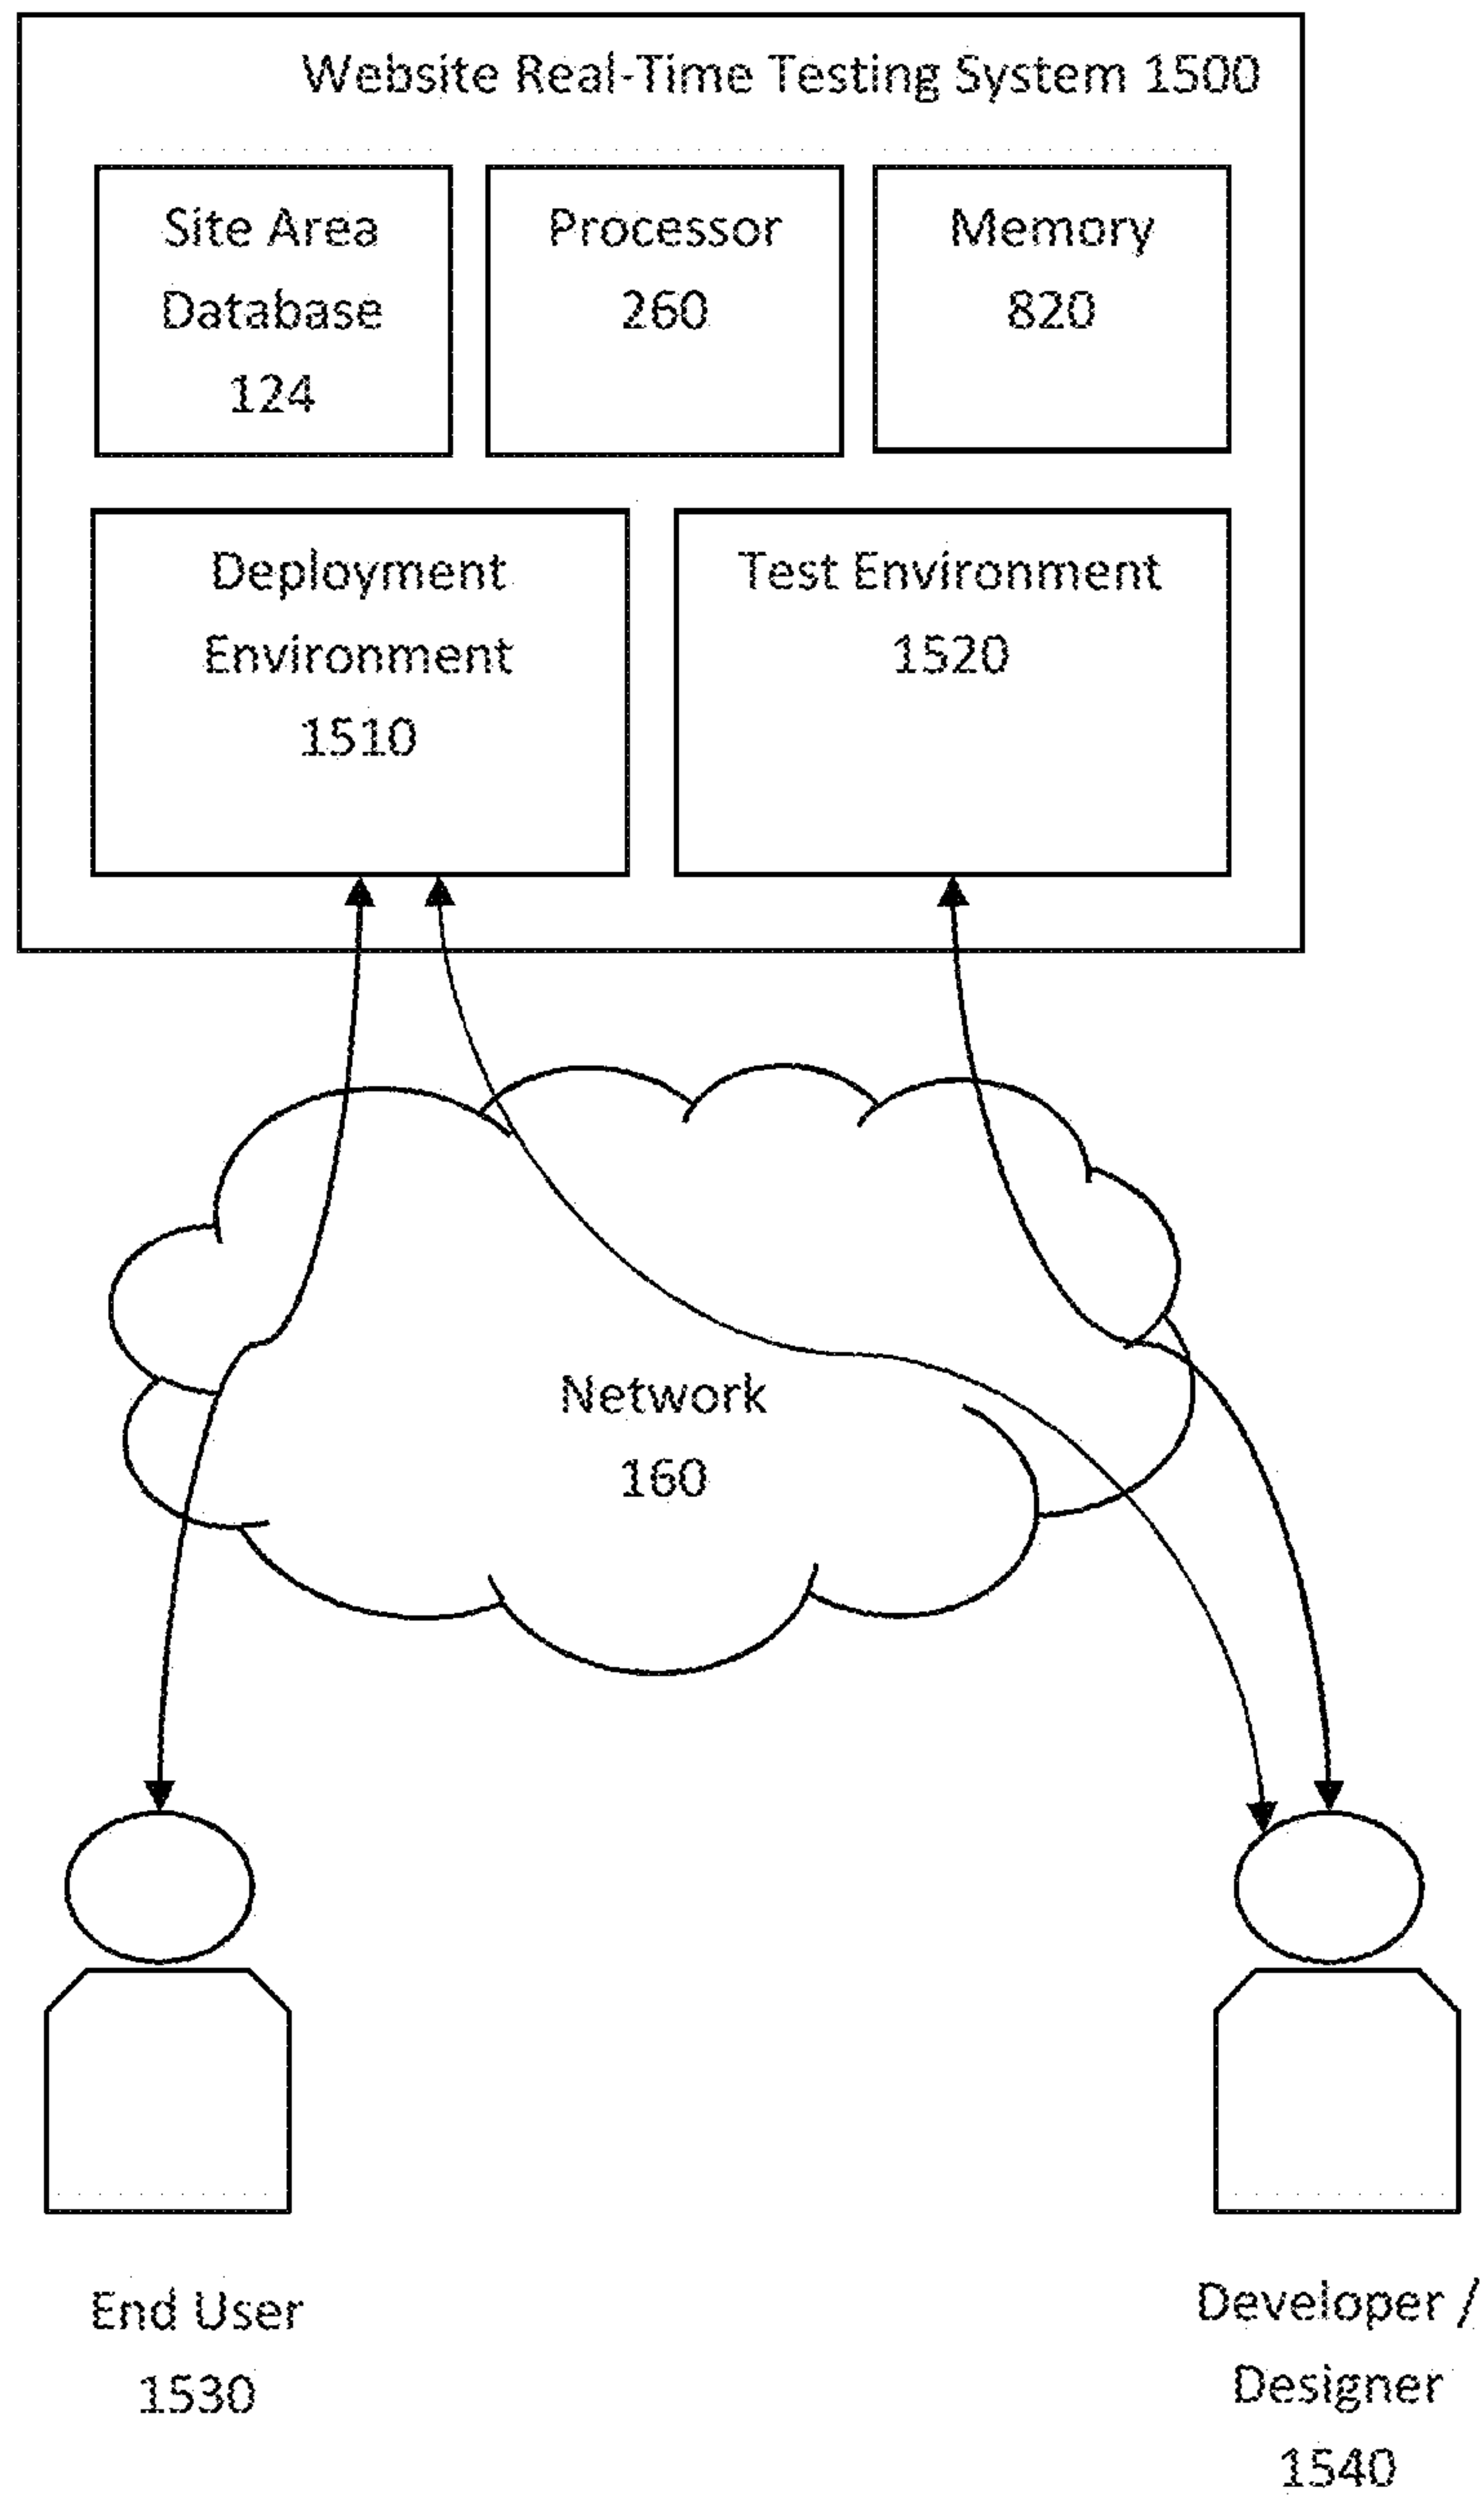 Website Real-Time Testing System 1500
Site Area
Database
124
Processor
260
Memory
820
Deployment
Environment
1510
Test Environment
1520
Network
160
End User
1530
Developer /
Designer
1540